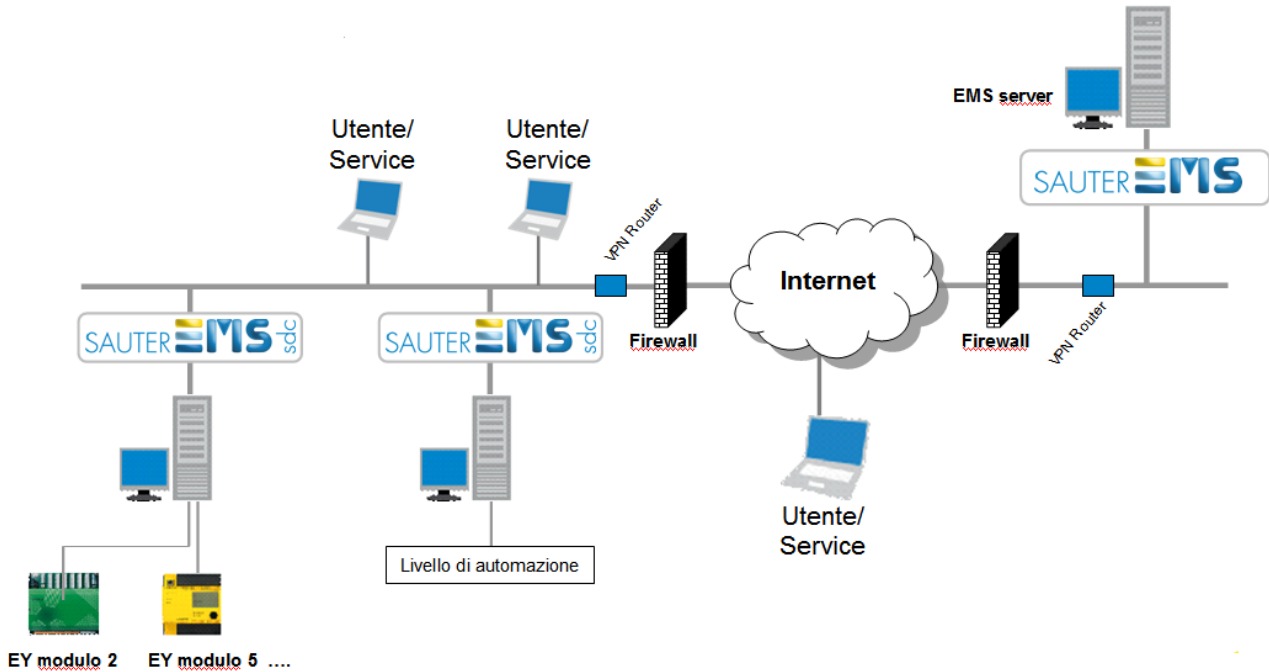 EMS server
SAUTER EMS
Utente/
Service
Utente/
Service
VPN Router
Firewall
Internet
Firewall
VPN Router
SAUTER EMS sdc
SAUTER EMS sdc
Utente/
Service
Livello di automazione
EY modulo 2
EY modulo 5 ....